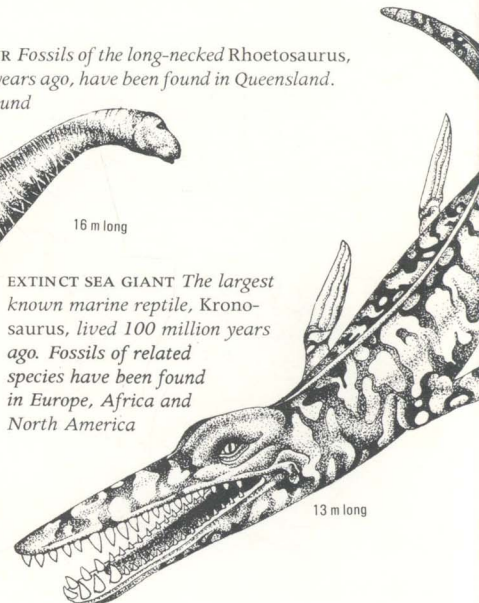 R Fossils of the long-necked Rhoetosaurus,
years ago, have been found in Queensland.
und
16 m long
EXTINCT SEA GIANT The largest
known marine reptile, Krono-
saurus, lived 100 million years
ago. Fossils of related
species have been found
in Europe, Africa and
North America
13 m long